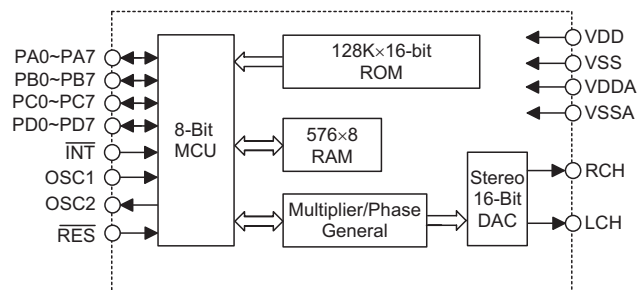 PA0~PA7
PB0~PB7
PC0~PC7
PD0~PD7
INT
OSC1
OSC2
RES
8-Bit
MCU
128K×16-bit
ROM
576×8
RAM
Multiplier/Phase
General
Stereo
16-Bit
DAC
VDD
VSS
VDDA
VSSA
RCH
LCH